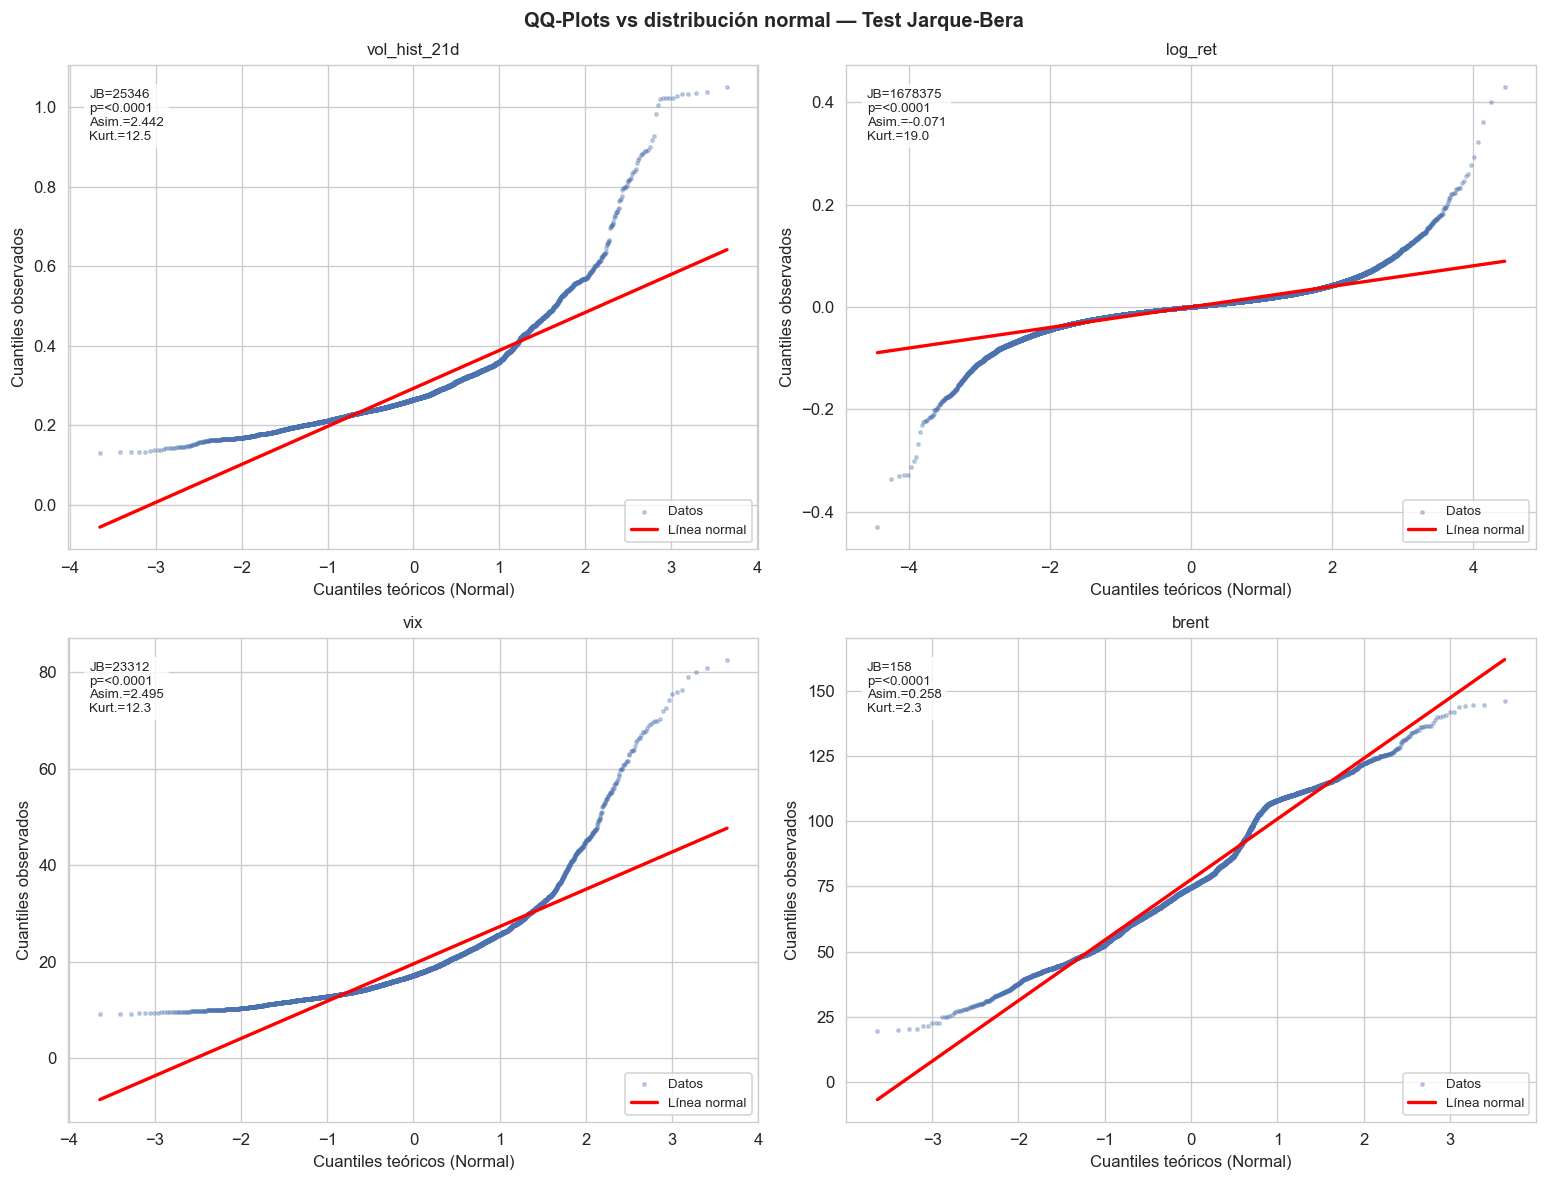 QQ-Plots vs distribución normal — Test Jarque-Bera
vol_hist_21d
JB=25346
p=<0.0001
Asim.=2.442
Kurt.=12.5
1.0
0.8
0.6
0.4
0.2
0.0
Cuantiles observados
Datos
Línea normal
−4 −3 −2 −1 0 1 2 3 4
Cuantiles teóricos (Normal)
log_ret
JB=1678375
p=<0.0001
Asim.=-0.071
Kurt.=19.0
0.4
0.2
0.0
−0.2
−0.4
Cuantiles observados
Datos
Línea normal
−4 −2 0 2 4
Cuantiles teóricos (Normal)
vix
JB=23312
p=<0.0001
Asim.=2.495
Kurt.=12.3
80
60
40
20
0
Cuantiles observados
Datos
Línea normal
−4 −3 −2 −1 0 1 2 3 4
Cuantiles teóricos (Normal)
brent
JB=158
p=<0.0001
Asim.=0.258
Kurt.=2.3
150
125
100
75
50
25
0
Cuantiles observados
Datos
Línea normal
−3 −2 −1 0 1 2 3
Cuantiles teóricos (Normal)